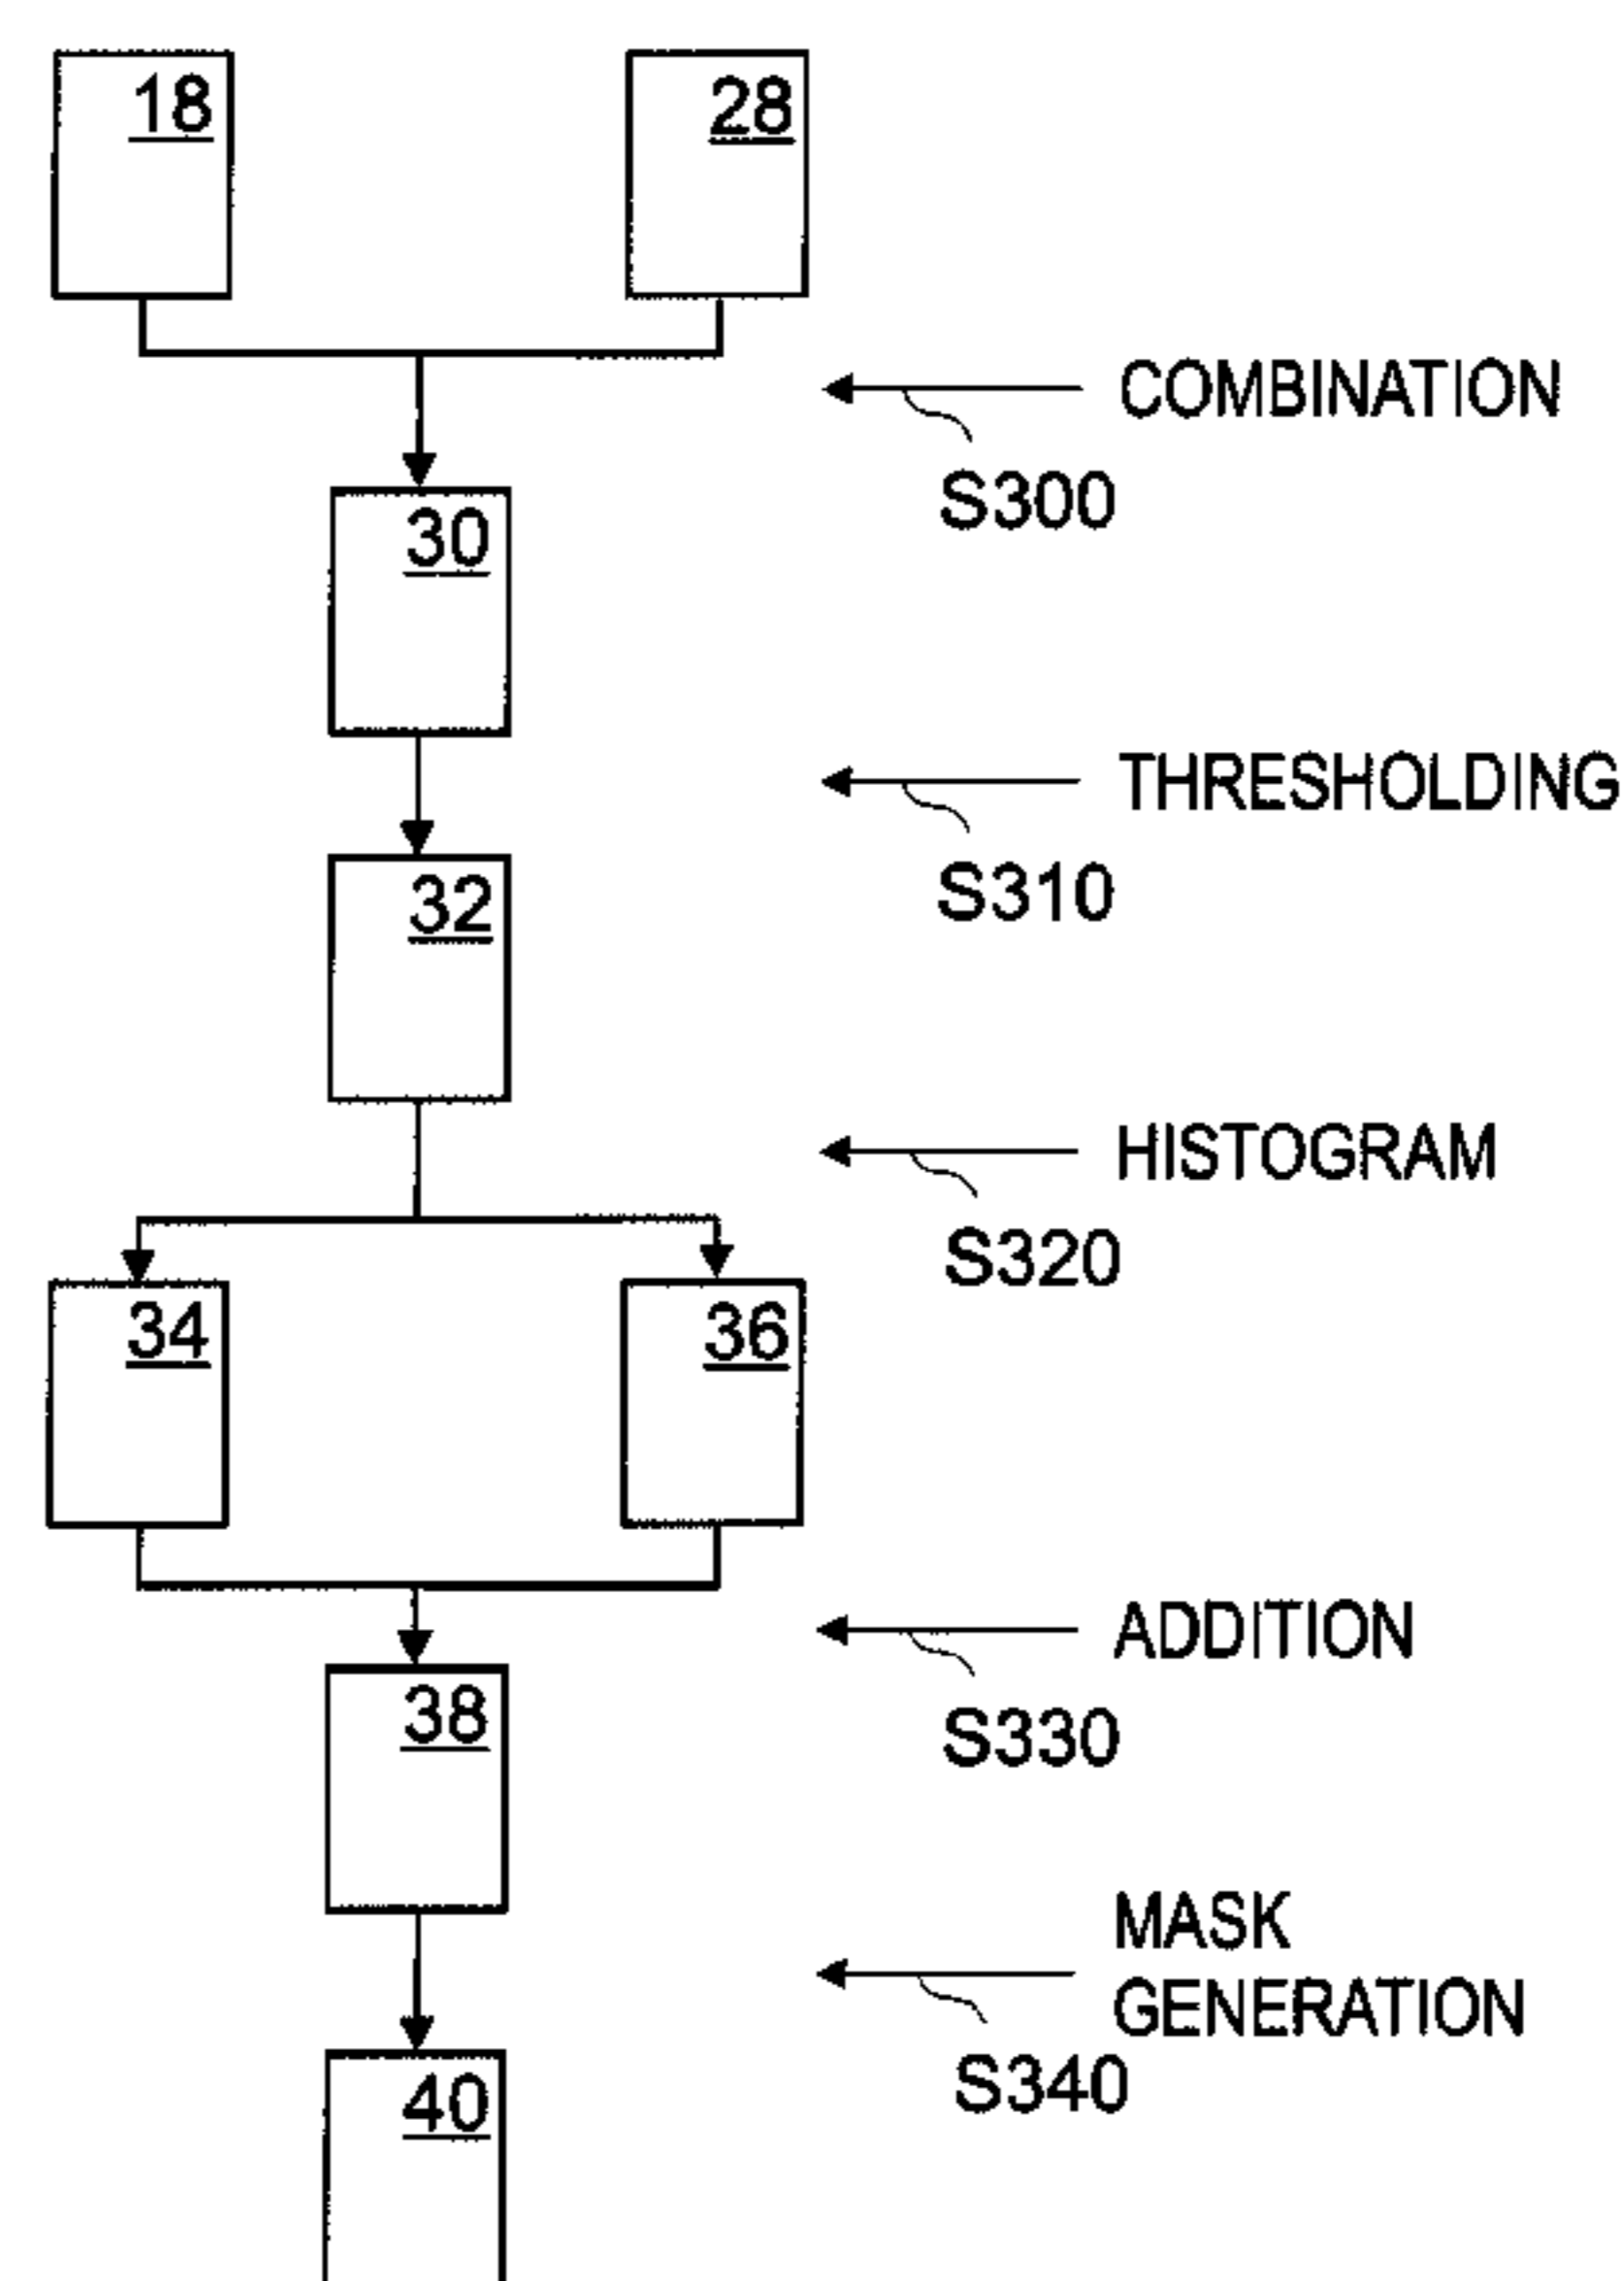 18
28
COMBINATION
S300
30
THRESHOLDING
S310
32
HISTOGRAM
S320
34
36
ADDITION
S330
38
MASK
GENERATION
S340
40